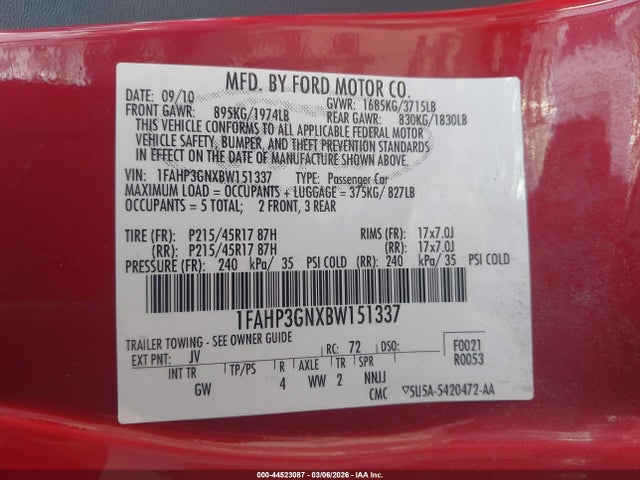 MFD. BY FORD MOTOR CO.
DATE: 09/10 GVWR: 1685KG/3715LB
FRONT GAWR: 895KG/1974LB REAR GAWR: 830KG/1830LB
THIS VEHICLE CONFORMS TO ALL APPLICABLE FEDERAL MOTOR
VEHICLE SAFETY, BUMPER, AND THEFT PREVENTION STANDARDS
IN EFFECT ON THE DATE OF MANUFACTURE SHOWN ABOVE.
VIN: 1FAHP3GNXBW151337 TYPE: Passenger Car
MAXIMUM LOAD = OCCUPANTS + LUGGAGE = 375KG/ 827LB
OCCUPANTS = 5 TOTAL; 2 FRONT, 3 REAR
TIRE (FR): P215/45R17 87H RIMS (FR): 17x7.0J
(RR): P215/45R17 87H (RR): 17x7.0J
PRESSURE (FR): 240 kPa/ 35 PSI COLD (RR): 240 kPa/ 35 PSI COLD
1FAHP3GNXBW151337
TRAILER TOWING - SEE OWNER GUIDE
EXT PNT: JV RC: 72 DSO: F0021
R0053
INT TR TP/PS R AXLE TR SPR
GW 4 WW 2 NNJJ
CMC 5U5A-5420472-AA
000-44523087 - 03/06/2026 - IAA Inc.